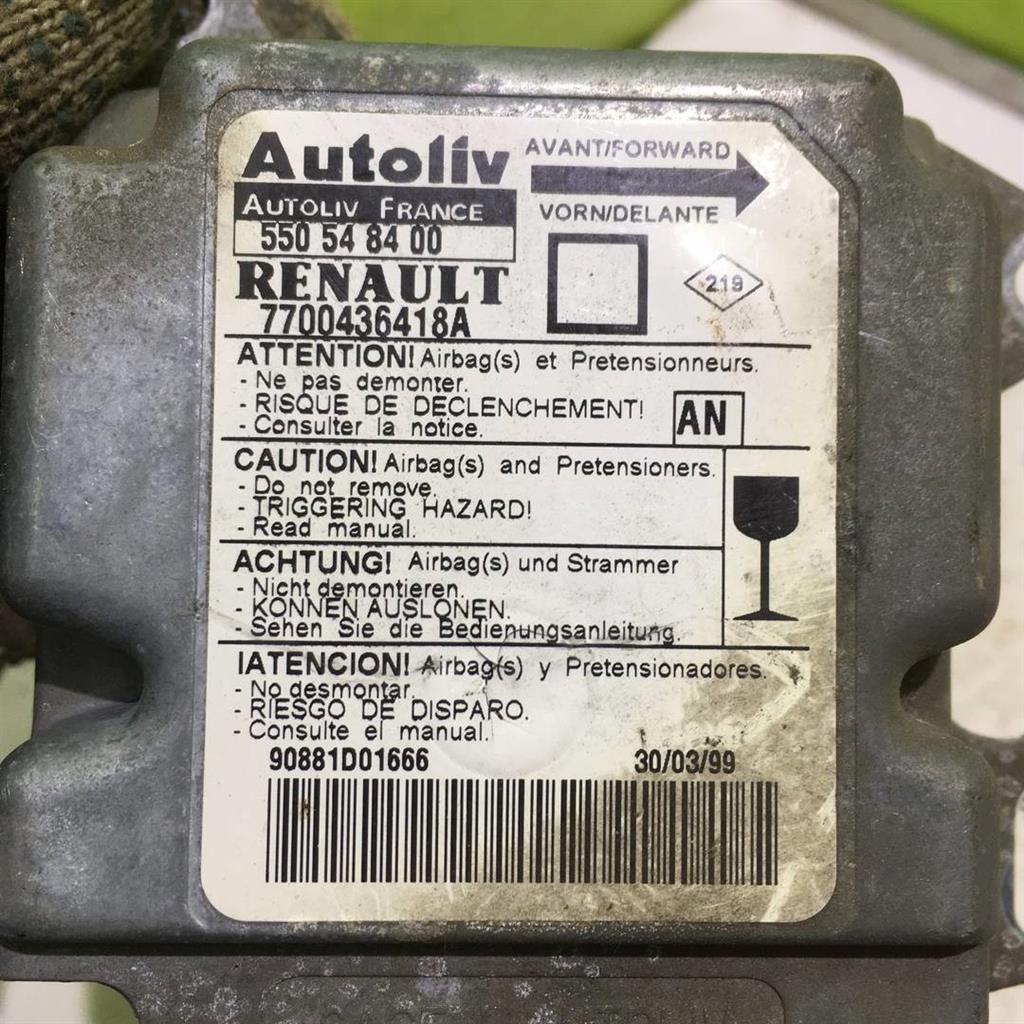 Autoliv
AVANT/FORWARD
AUTOLIV FRANCE
VORN/DELANTE
550 54 84 00
RENAULT
219
7700436418A
ATTENTION! Airbag(s) et Pretensionneurs.
- Ne pas demonter.
- RISQUE DE DECLENCHEMENT!
- Consulter la notice.
AN
CAUTION! Airbag(s) and Pretensioners.
- Do not remove.
- TRIGGERING HAZARD!
- Read manual.
ACHTUNG! Airbag(s) und Strammer
- Nicht demontieren.
- KONNEN AUSLONEN.
- Sehen Sie die Bedienungsanleitung.
IATENCION! Airbag(s) y Pretensionadores.
- No desmontar.
- RIESGO DE DISPARO.
- Consulte el manual.
90881D01666
30/03/99